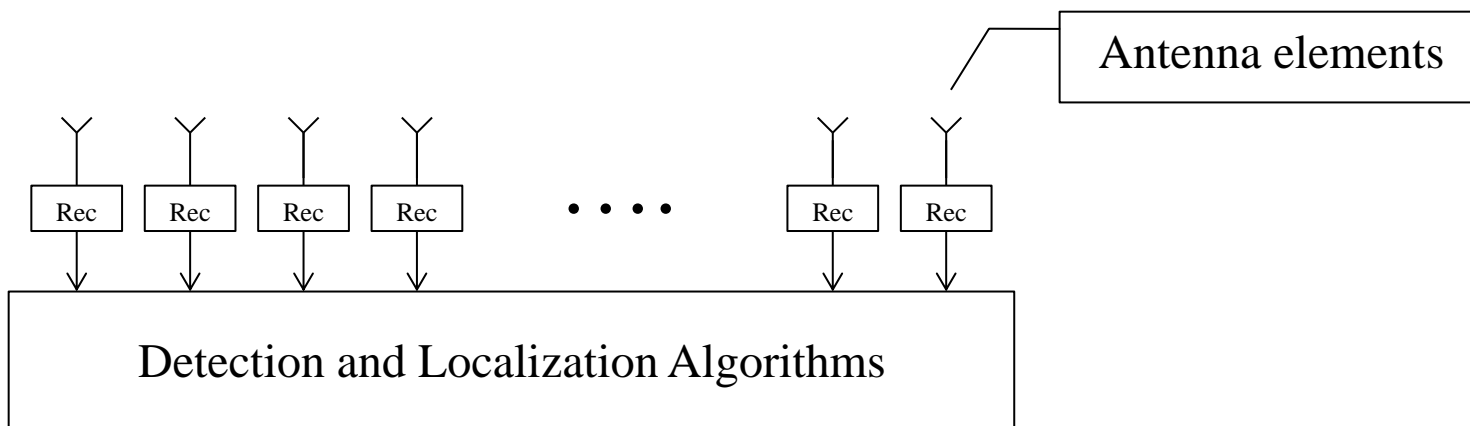 Antenna elements
Rec Rec Rec Rec Rec Rec
Detection and Localization Algorithms